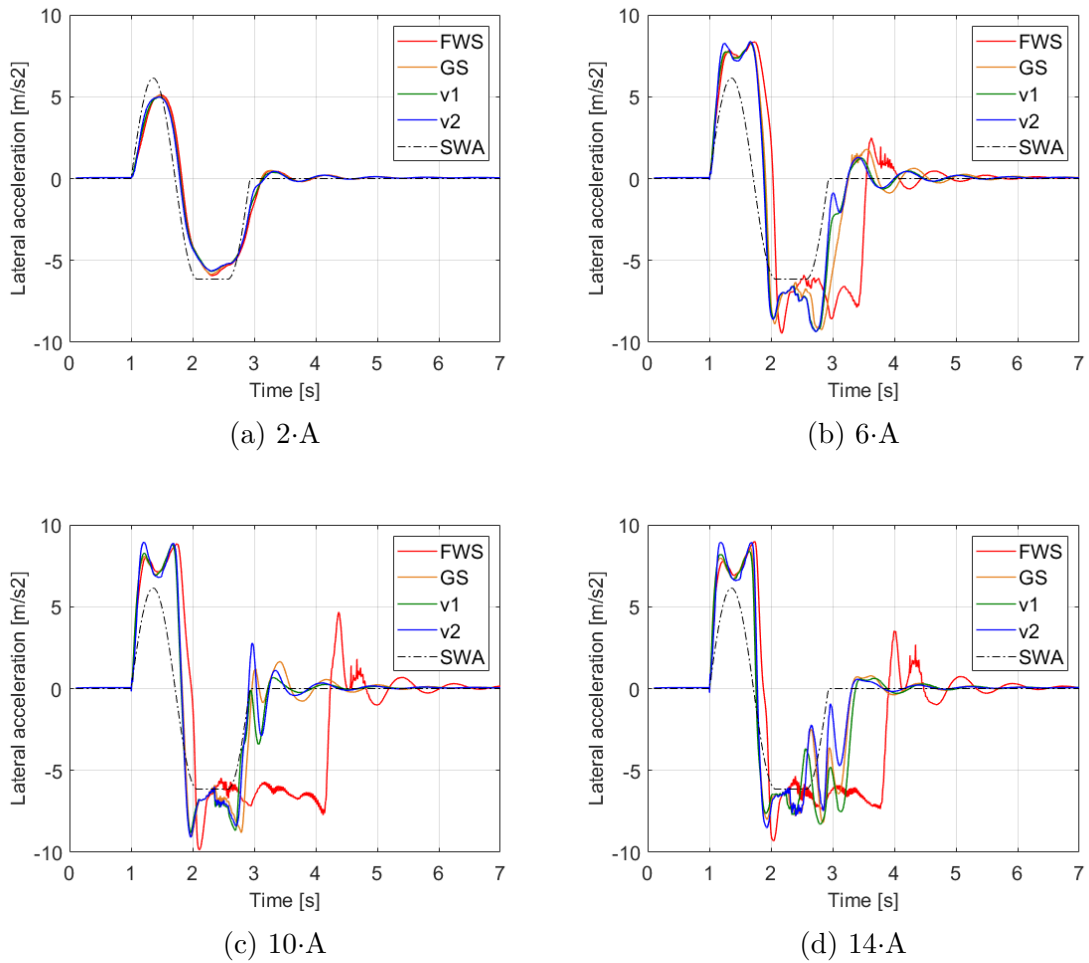 10
5
0
-5
-10
Lateral acceleration [m/s2]
FWS
GS
v1
v2
SWA
0 1 2 3 4 5 6 7
Time [s]
(a) 2·A
10
5
0
-5
-10
Lateral acceleration [m/s2]
FWS
GS
v1
v2
SWA
0 1 2 3 4 5 6 7
Time [s]
(b) 6·A
10
5
0
-5
-10
Lateral acceleration [m/s2]
FWS
GS
v1
v2
SWA
0 1 2 3 4 5 6 7
Time [s]
(c) 10·A
10
5
0
-5
-10
Lateral acceleration [m/s2]
FWS
GS
v1
v2
SWA
0 1 2 3 4 5 6 7
Time [s]
(d) 14·A